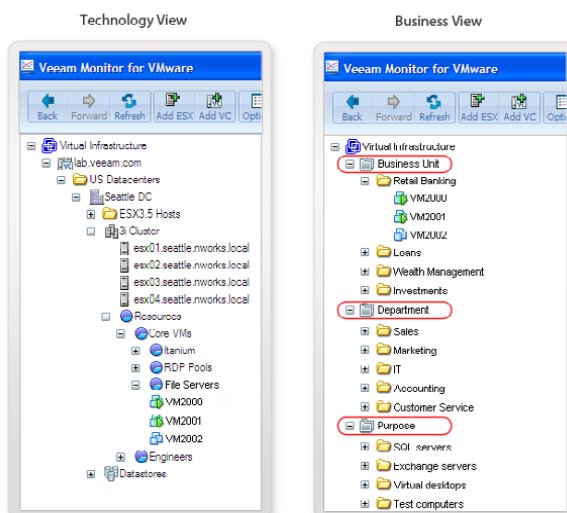 Technology View
Veeam Monitor for VMware
Back Forward Refresh Add ESX Add VC
Virtual Infrastructure
lab.veeam.com
US Datacenters
Seattle DC
ESX3.5 Hosts
3i Cluster
esx01.seattle.nworks.local
esx02.seattle.nworks.local
esx03.seattle.nworks.local
esx04.seattle.nworks.local
Resources
Core VMs
Itanium
RDP Pools
File Servers
VM2000
VM2001
VM2002
Engineers
Datastores
Business View
Veeam Monitor for VMware
Back Forward Refresh Add ESX Add VC
Virtual Infrastructure
Business Unit
Retail Banking
VM2000
VM2001
VM2002
Loans
Wealth Management
Investments
Department
Sales
Marketing
IT
Accounting
Customer Service
Purpose
SQL servers
Exchange servers
Virtual desktops
Test computers